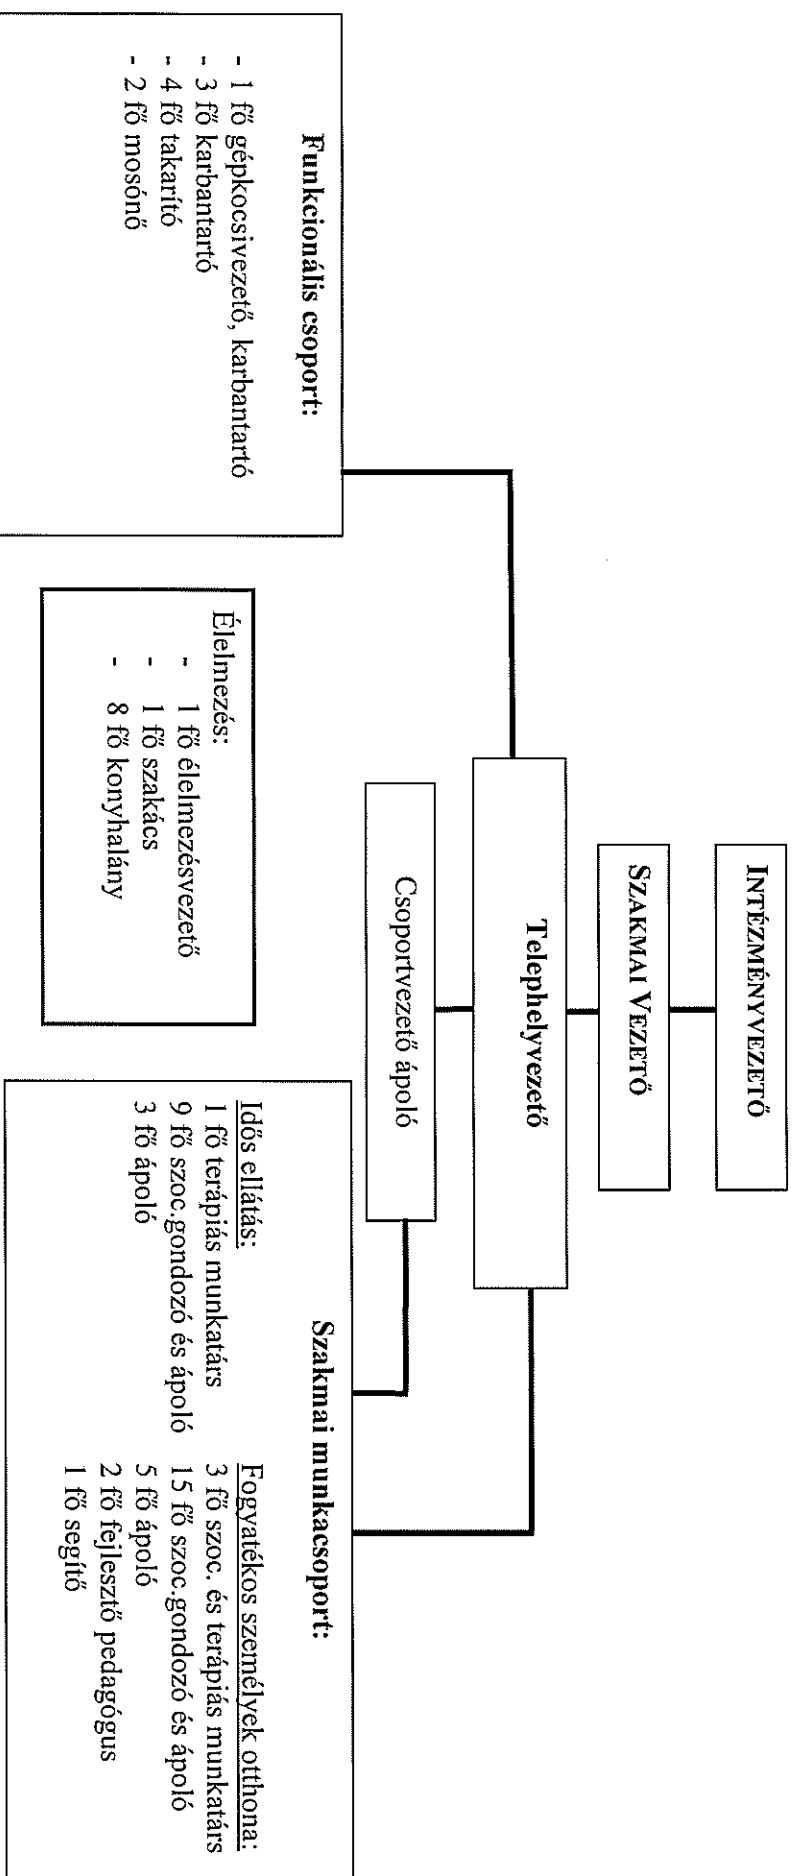 INTÉZMÉNYVEZETŐ
SZAKMAI VEZETŐ
Telephelyvezető
Csoportvezető ápoló
Funkcionális csoport:
- 1 fő gépkocsivezető, karbantartó
- 3 fő karbantartó
- 4 fő takarító
- 2 fő mosónő
Élelmezés:
- 1 fő élelmezésvezető
- 1 fő szakács
- 8 fő konyhalány
Szakmai munkacsoport:
Idős ellátás:
1 fő terápiás munkatárs
9 fő szoc.gondozó és ápoló
3 fő ápoló
Fogyatékos személyek otthona:
3 fő szoc. és terápiás munkatárs
15 fő szoc.gondozó és ápoló
5 fő ápoló
2 fő fejlesztő pedagógus
1 fő segítő